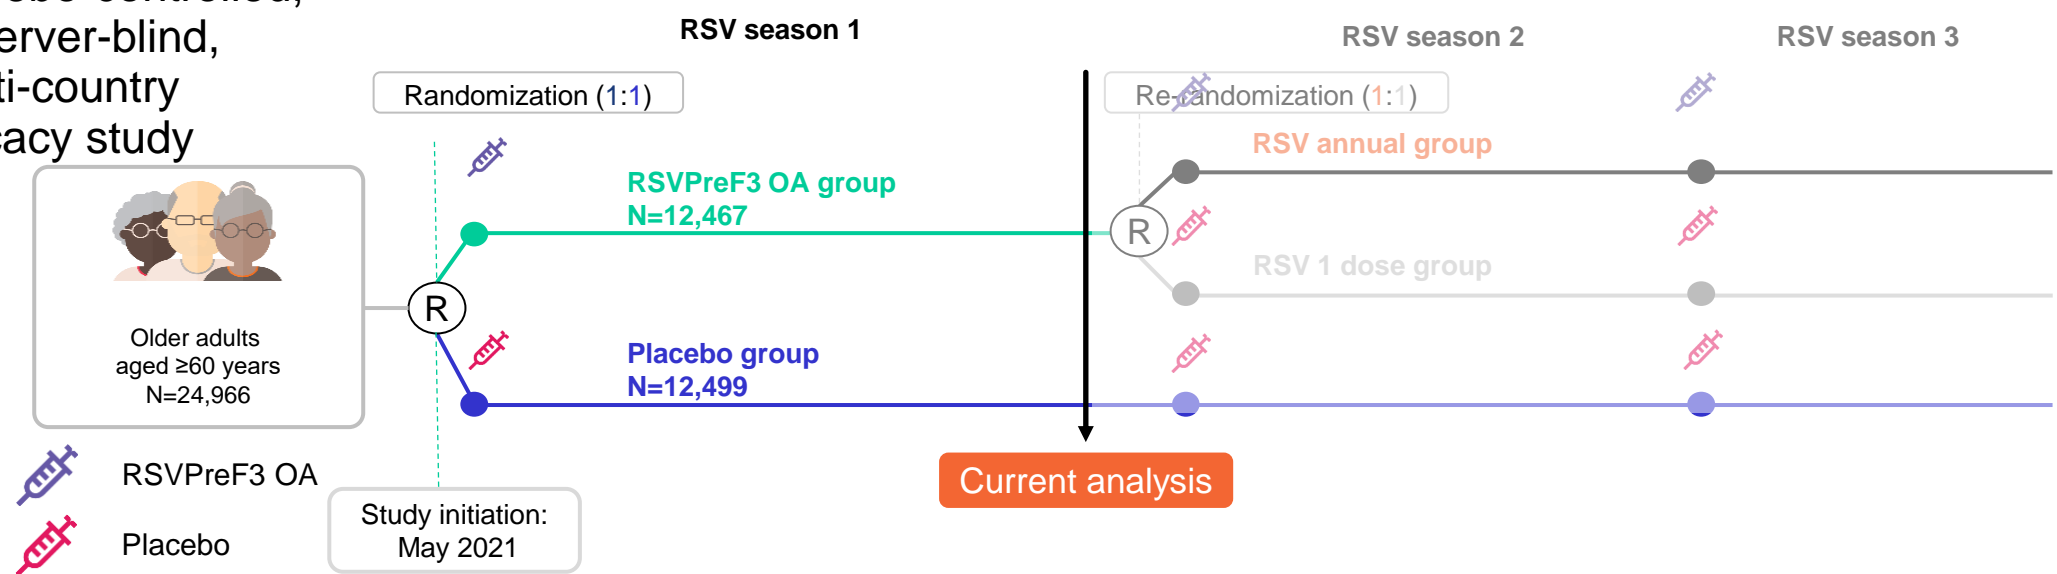 erver-blind,
ti-country
cacy study
RSV season 1
RSV season 2
RSV season 3
Randomization (1:1)
Re-randomization (1:1)
RSVPreF3 OA group
N=12,467
RSV annual group
R
R
RSV 1 dose group
Older adults
aged ≥60 years
N=24,966
Placebo group
N=12,499
Current analysis
RSVPreF3 OA
Placebo
Study initiation:
May 2021